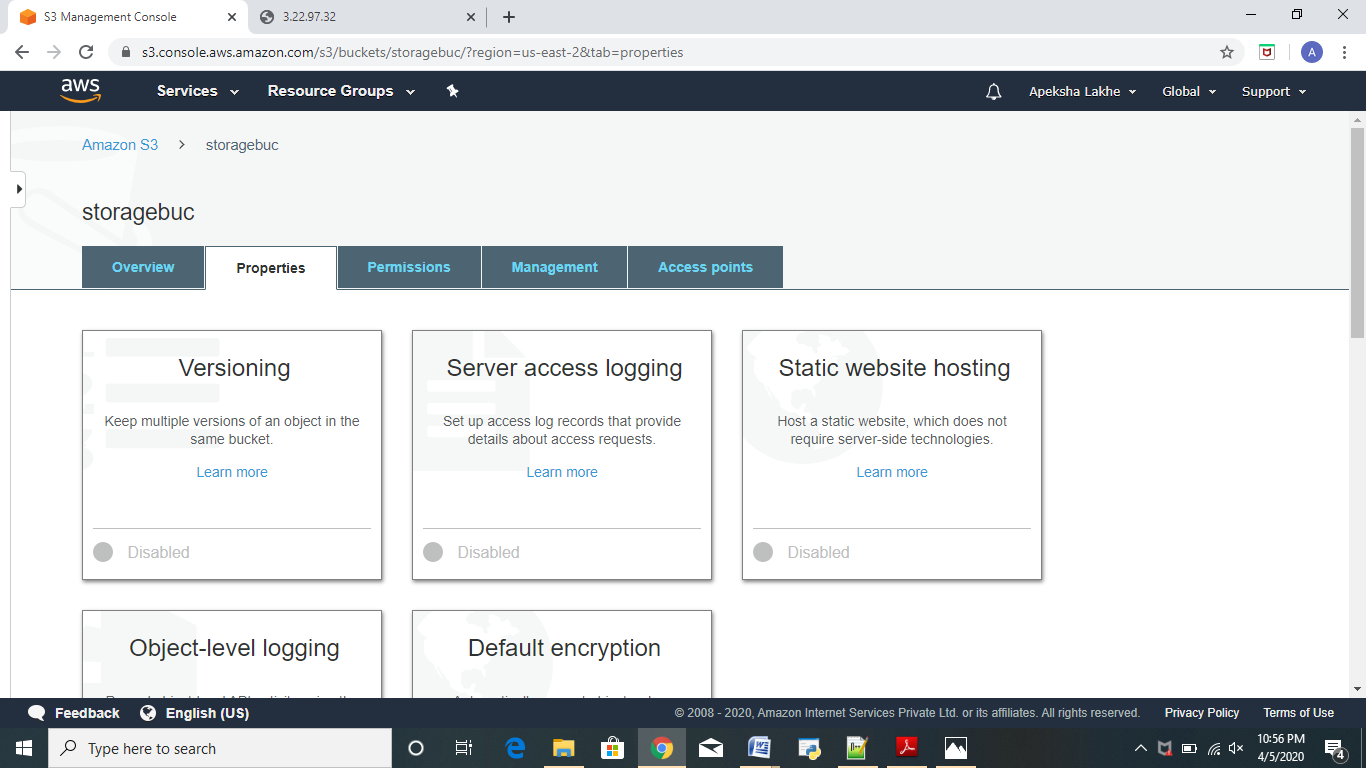 S3 Management Console
3.22.97.32
s3.console.aws.amazon.com/s3/buckets/storagebuc/?region=us-east-2&tab=properties
A
aws
Services
Resource Groups
Apeksha Lakhe
Global
Support
Amazon S3 > storagebuc
storagebuc
Overview
Properties
Permissions
Management
Access points
Versioning
Keep multiple versions of an object in the
same bucket.
Learn more
Disabled
Server access logging
Set up access log records that provide
details about access requests.
Learn more
Disabled
Static website hosting
Host a static website, which does not
require server-side technologies.
Learn more
Disabled
Object-level logging
Default encryption
Feedback
English (US)
© 2008 - 2020, Amazon Internet Services Private Ltd. or its affiliates. All rights reserved.
Privacy Policy
Terms of Use
Type here to search
10:56 PM
4/5/2020
4